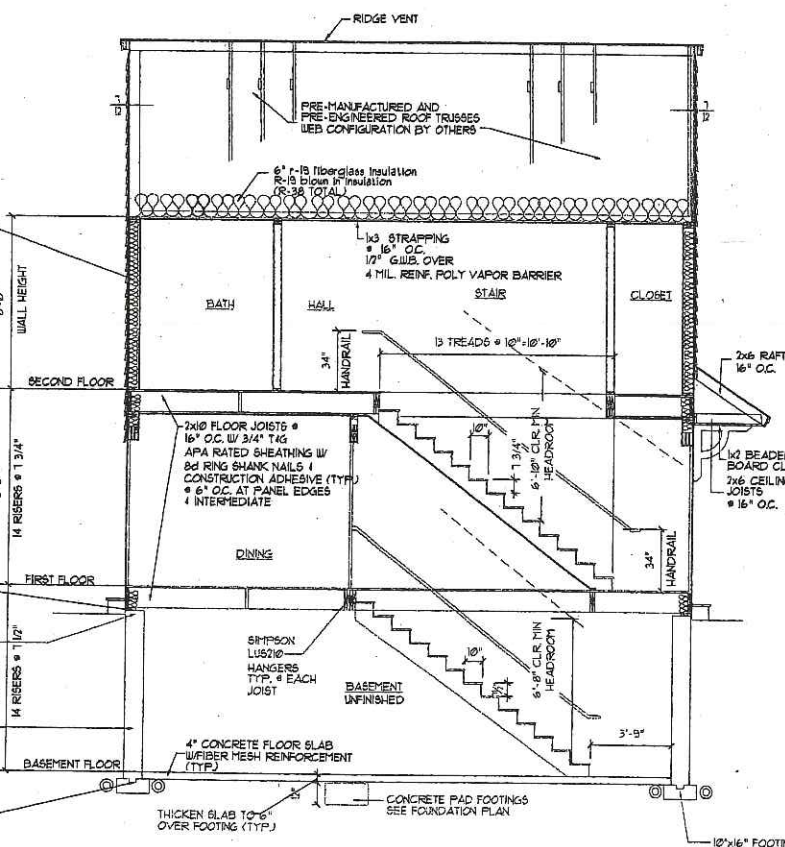 RIDGE VENT
PRE-MANUFACTURED AND
PRE-ENGINEERED ROOF TRUSSES
WEB CONFIGURATION BY OTHERS
6" r-19 fiberglass insulation
R-19 blown in insulation
(R-38 TOTAL)
1x3 STRAPPING
@ 16" O.C.
1/2" G.W.B. OVER
4 MIL. REINF. POLY VAPOR BARRIER
WALL HEIGHT
BATH
HALL
STAIR
CLOSET
34"
HANDRAIL
13 TREADS @ 10"=10'-10"
2x6 RAFT
16" O.C.
SECOND FLOOR
2x10 FLOOR JOISTS @
16" O.C. W/ 3/4" T&G
APA RATED SHEATHING W/
8d RING SHANK NAILS &
CONSTRUCTION ADHESIVE (TYP.)
@ 6" O.C. AT PANEL EDGES
& INTERMEDIATE
10"
7 3/4"
6'-10" CLR. MIN
HEADROOM
1x2 BEADED
BOARD CL
2x6 CEILING
JOISTS
@ 16" O.C.
14 RISERS @ 7 3/4"
DINING
34"
HANDRAIL
FIRST FLOOR
SIMPSON
LUS210
HANGERS
TYP. @ EACH
JOIST
BASEMENT
UNFINISHED
10"
7 1/2"
6'-8" CLR. MIN
HEADROOM
14 RISERS @ 7 1/2"
3'-9"
BASEMENT FLOOR
4" CONCRETE FLOOR SLAB
W/FIBER MESH REINFORCEMENT
(TYP.)
12"
THICKEN SLAB TO 6"
OVER FOOTING (TYP.)
CONCRETE PAD FOOTINGS
SEE FOUNDATION PLAN
10"x16" FOOTIN